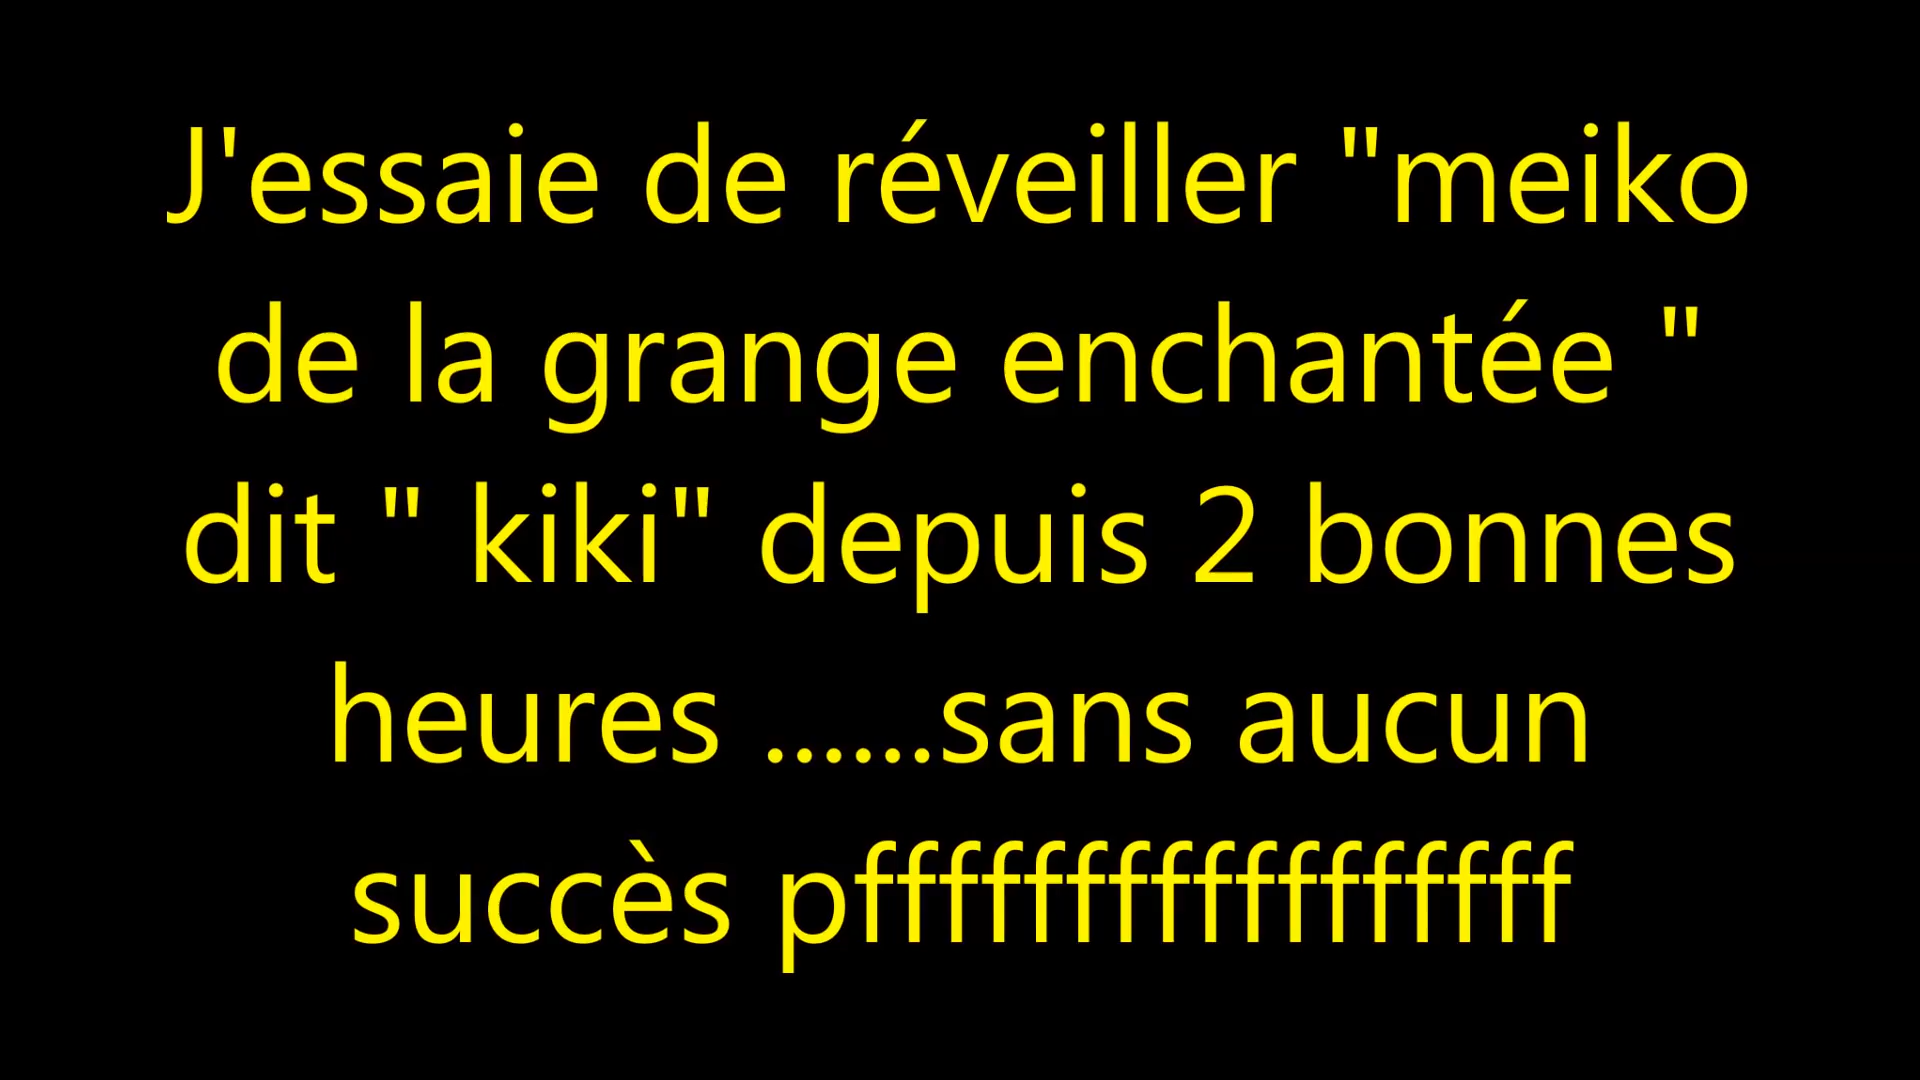 J'essaie de réveiller "meiko
de la grange enchantée "
dit " kiki" depuis 2 bonnes
heures ......sans aucun
succès pfffffffffffffffff